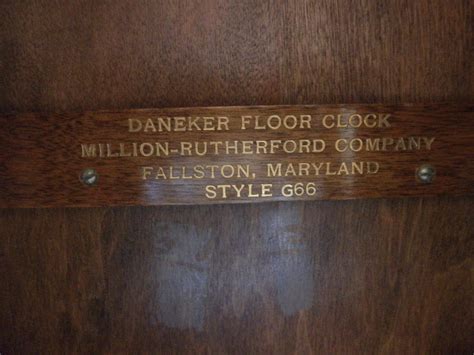 DANEKER FLOOR CLOCK
MILLION-RUTHERFORD COMPANY
FALLSTON, MARYLAND
STYLE G66